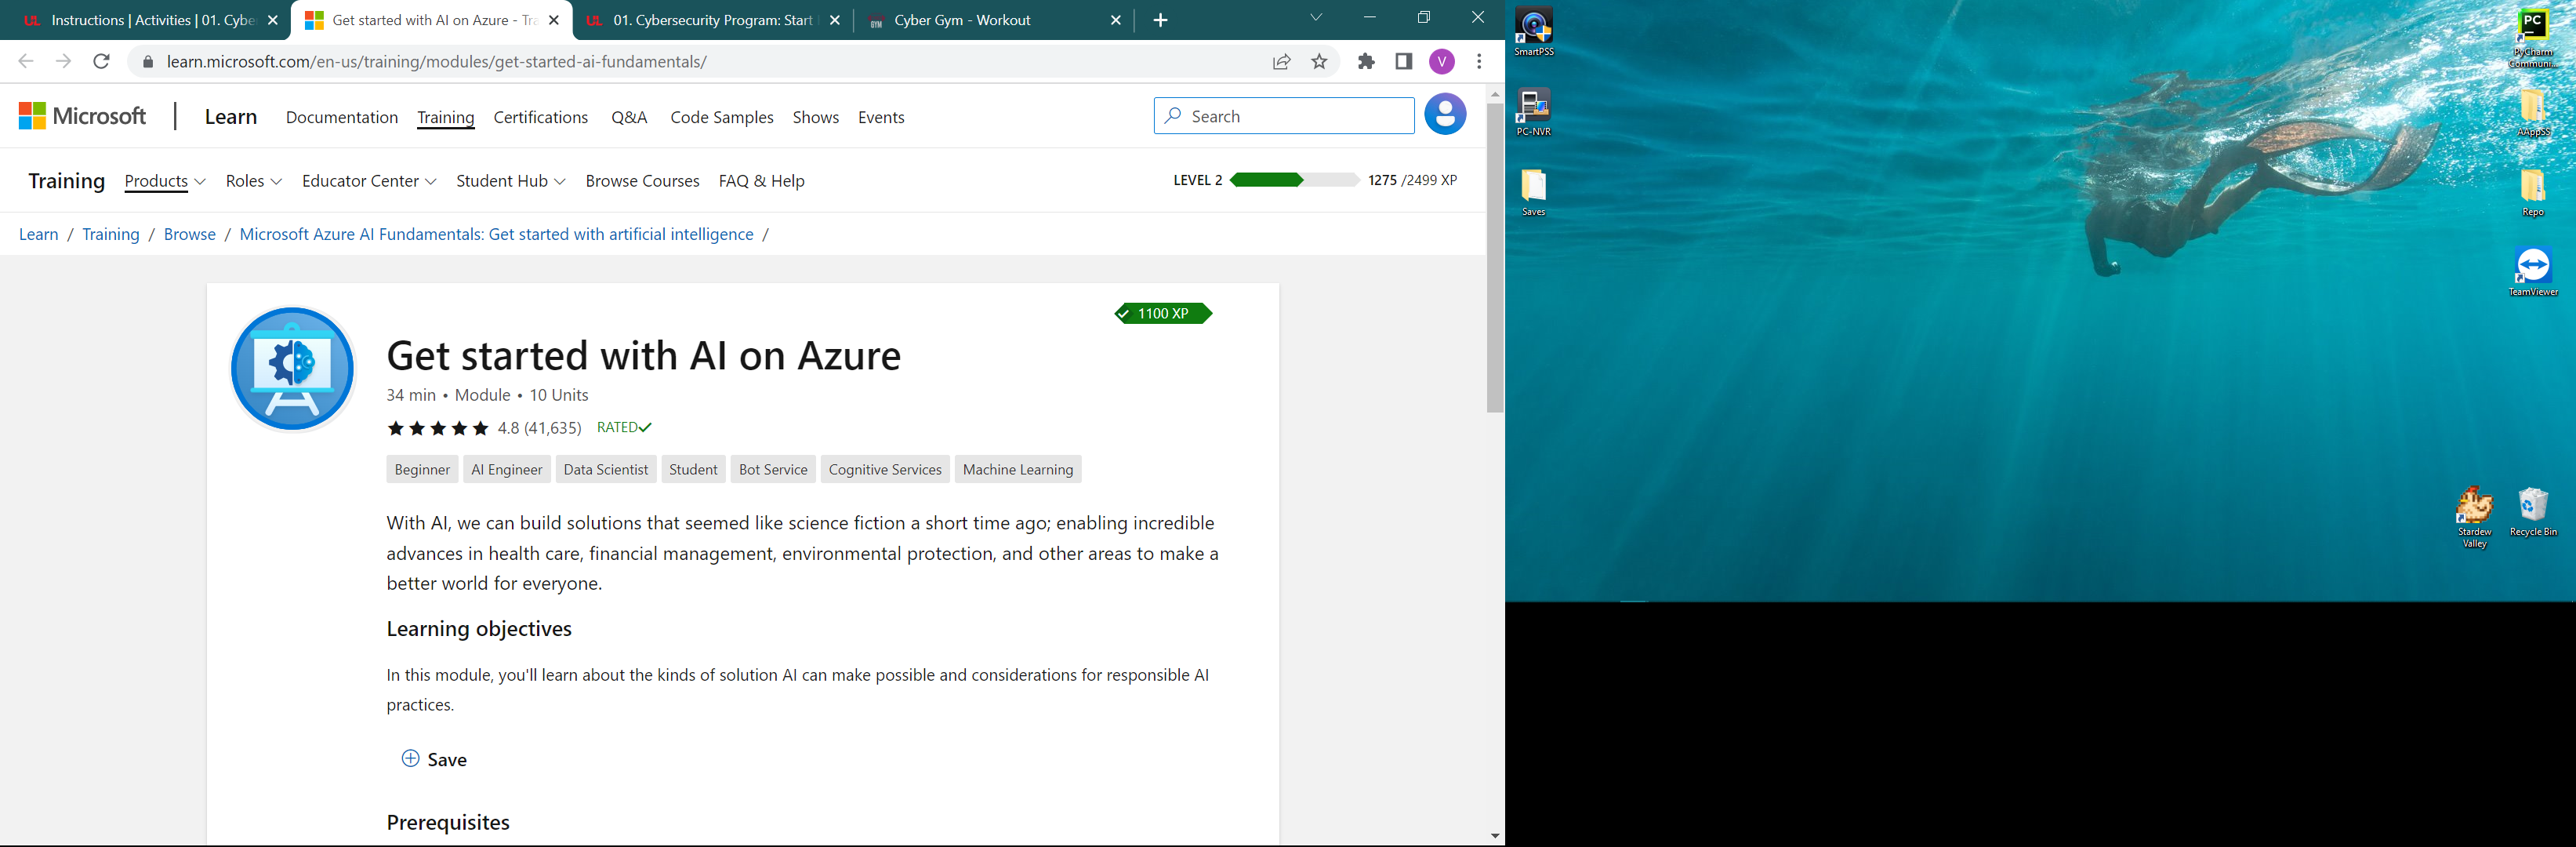 Instructions | Activities | 01. Cybe
Get started with AI on Azure - Tra
01. Cybersecurity Program: Start
Cyber Gym - Workout
learn.microsoft.com/en-us/training/modules/get-started-ai-fundamentals/
V
Microsoft
Learn
Documentation
Training
Certifications
Q&A
Code Samples
Shows
Events
Search
Training
Products
Roles
Educator Center
Student Hub
Browse Courses
FAQ & Help
LEVEL 2
1275 /2499 XP
Learn / Training / Browse / Microsoft Azure AI Fundamentals: Get started with artificial intelligence /
1100 XP
Get started with AI on Azure
34 min • Module • 10 Units
4.8 (41,635) RATED
Beginner
AI Engineer
Data Scientist
Student
Bot Service
Cognitive Services
Machine Learning
With AI, we can build solutions that seemed like science fiction a short time ago; enabling incredible
advances in health care, financial management, environmental protection, and other areas to make a
better world for everyone.
Learning objectives
In this module, you'll learn about the kinds of solution AI can make possible and considerations for responsible AI
practices.
Save
Prerequisites
SmartPSS
PC-NVR
Saves
PC
PyCharm
Communi...
AAppSS
Repo
TeamViewer
Stardew
Valley
Recycle Bin